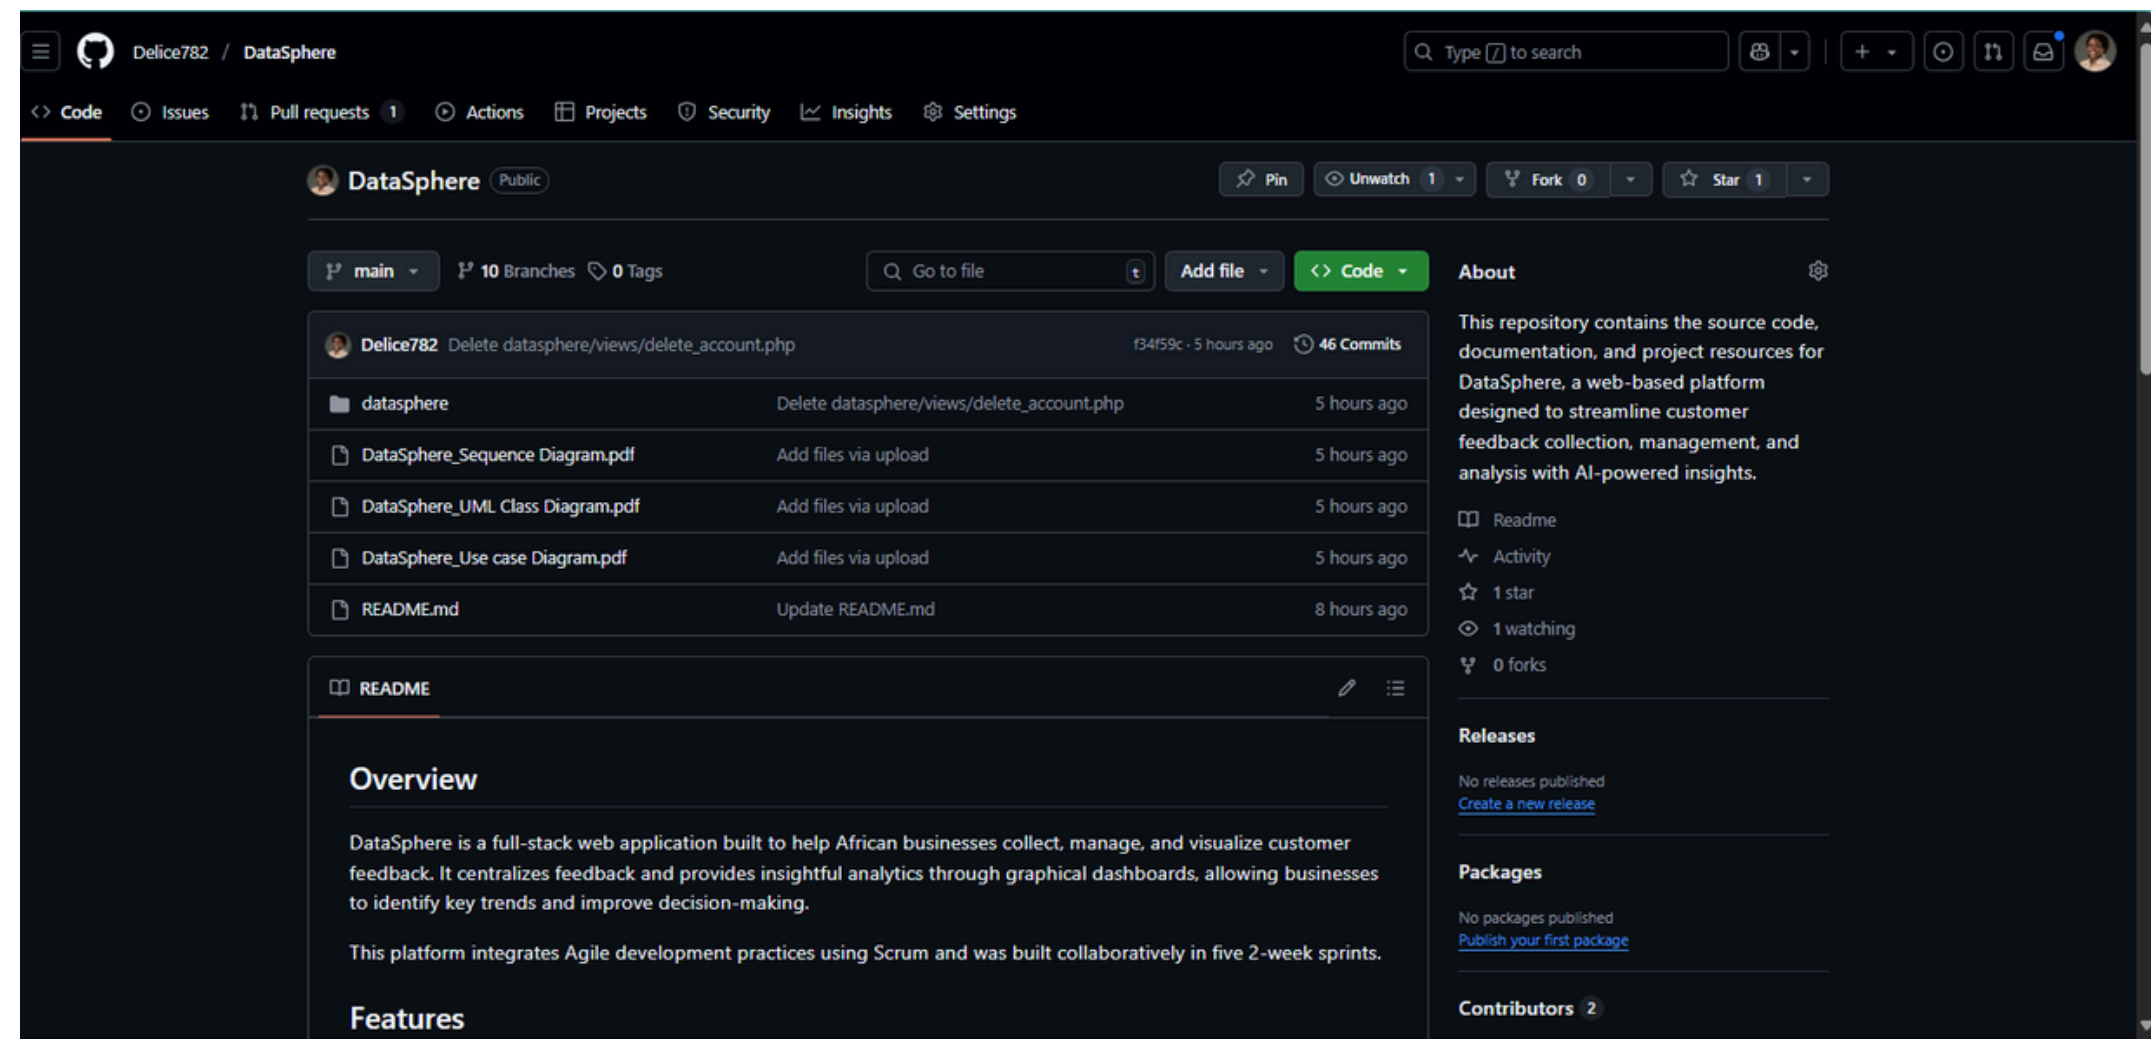 Delice782 / DataSphere
Type / to search
Code
Issues
Pull requests 1
Actions
Projects
Security
Insights
Settings
DataSphere Public
Pin
Unwatch 1
Fork 0
Star 1
main
10 Branches
0 Tags
Go to file t
Add file
Code
Delice782 Delete datasphere/views/delete_account.php f34f59c · 5 hours ago 46 Commits
datasphere Delete datasphere/views/delete_account.php 5 hours ago
DataSphere_Sequence Diagram.pdf Add files via upload 5 hours ago
DataSphere_UML Class Diagram.pdf Add files via upload 5 hours ago
DataSphere_Use case Diagram.pdf Add files via upload 5 hours ago
README.md Update README.md 8 hours ago
README
Overview
DataSphere is a full-stack web application built to help African businesses collect, manage, and visualize customer
feedback. It centralizes feedback and provides insightful analytics through graphical dashboards, allowing businesses
to identify key trends and improve decision-making.
This platform integrates Agile development practices using Scrum and was built collaboratively in five 2-week sprints.
Features
About
This repository contains the source code,
documentation, and project resources for
DataSphere, a web-based platform
designed to streamline customer
feedback collection, management, and
analysis with AI-powered insights.
Readme
Activity
1 star
1 watching
0 forks
Releases
No releases published
Create a new release
Packages
No packages published
Publish your first package
Contributors 2